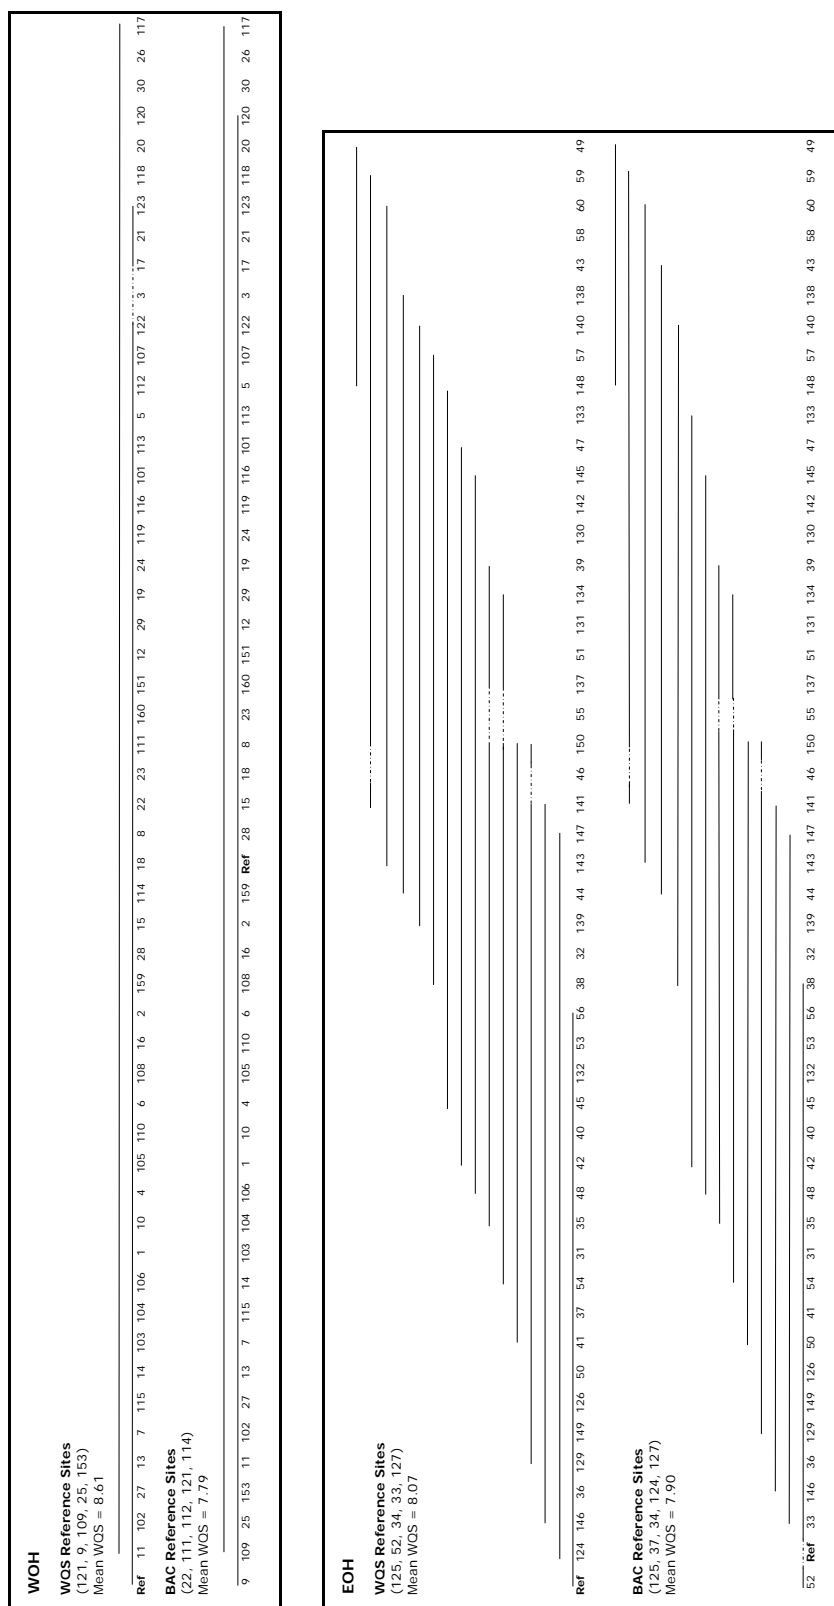 WOH
WQS Reference Sites
(121, 9, 109, 25, 153)
Mean WQS = 8.61
Ref 11 102 27 13 7 115 14 103 104 106 1 10 4 105 110 6 108 16 2 159 28 15 114 18 8 22 23 111 160 151 12 29 19 24 119 116 101 113 5 112 107 122 3 17 21 123 118 20 120 30 26 117
BAC Reference Sites
(22, 111, 112, 121, 114)
Mean WQS = 7.79
9 109 25 153 11 102 27 13 7 115 14 103 104 106 1 10 4 105 110 6 108 16 2 159 Ref 28 15 18 8 23 160 151 12 29 19 24 119 116 101 113 5 107 122 3 17 21 123 118 20 120 30 26 117
EOH
WQS Reference Sites
(125, 52, 34, 33, 127)
Mean WQS = 8.07
Ref 124 146 36 129 149 126 50 41 37 54 31 35 48 42 40 45 132 53 56 38 32 139 44 143 147 141 46 150 55 137 51 131 134 39 130 142 145 47 133 148 57 140 138 43 58 60 59 49
BAC Reference Sites
(125, 37, 34, 124, 127)
Mean WQS = 7.90
52 Ref 33 146 36 129 149 126 50 41 54 31 35 48 42 40 45 132 53 56 38 32 139 44 143 147 141 46 150 55 137 51 131 134 39 130 142 145 47 133 148 57 140 138 43 58 60 59 49